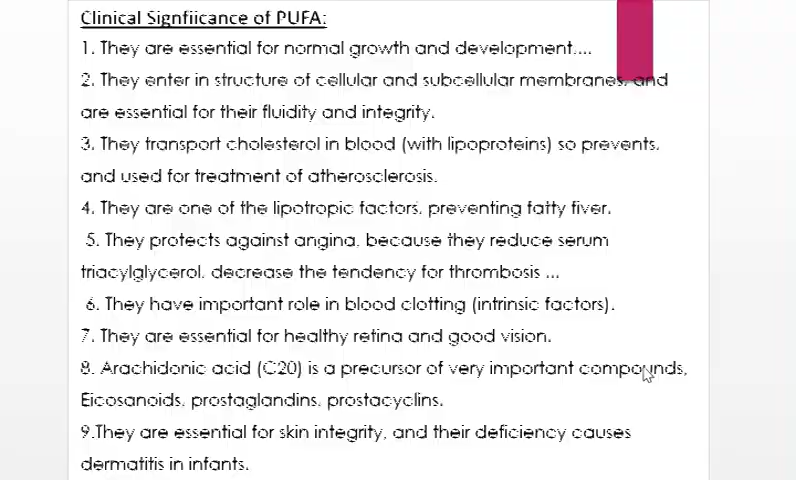 Clinical Signfiicance of PUFA:
1. They are essential for normal growth and development....
2. They enter in structure of cellular and subcellular membranes, and
are essential for their fluidity and integrity.
3. They transport cholesterol in blood (with lipoproteins) so prevents,
and used for treatment of atherosclerosis.
4. They are one of the lipotropic factors, preventing fatty fiver.
5. They protects against angina, because they reduce serum
triacylglycerol, decrease the tendency for thrombosis ...
6. They have important role in blood clotting (intrinsic factors).
7. They are essential for healthy retina and good vision.
8. Arachidonic acid (C20) is a precursor of very important compounds,
Eicosanoids, prostaglandins, prostacyclins.
9.They are essential for skin integrity, and their deficiency causes
dermatitis in infants.